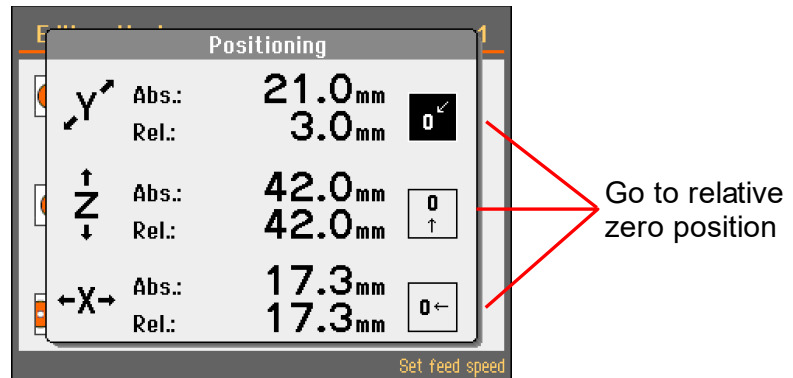 Positioning
1
Y Abs.: 21.0mm 0
Rel.: 3.0mm
Z Abs.: 42.0mm 0
Rel.: 42.0mm
X Abs.: 17.3mm 0
Rel.: 17.3mm
Set feed speed
Go to relative
zero position